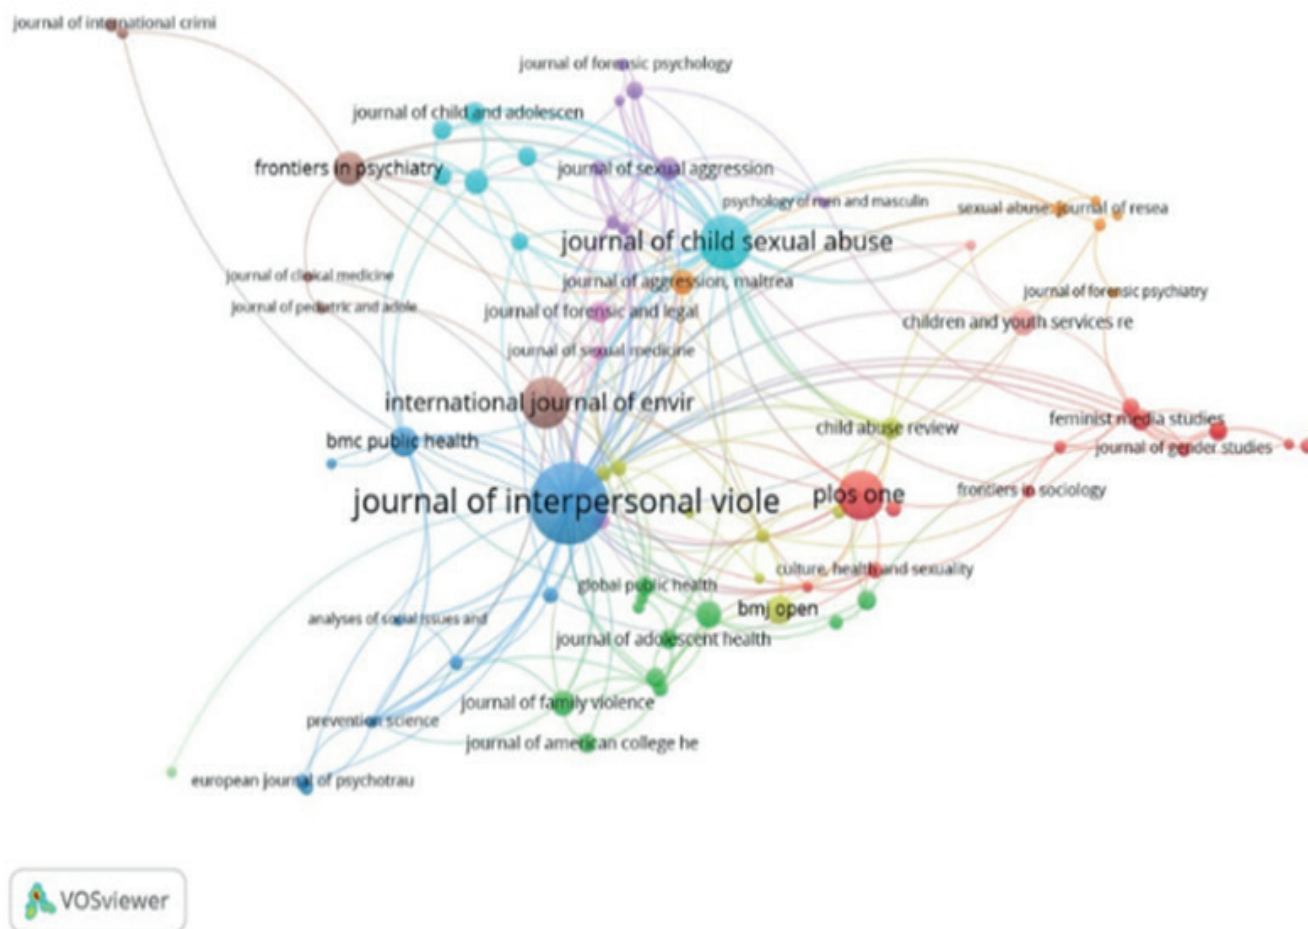 journal of international crimi
journal of forensic psychology
journal of child and adolescen
frontiers in psychiatry
journal of sexual aggression
psychology of men and masculin
sexual abuse: journal of resea
journal of child sexual abuse
journal of clinical medicine
journal of aggression, maltrea
journal of forensic psychiatry
journal of pediatric and adole
journal of forensic and legal
children and youth services re
journal of sexual medicine
international journal of envir
feminist media studies
child abuse review
bmc public health
journal of gender studies
frontiers in sociology
journal of interpersonal viole
plos one
culture, health and sexuality
global public health
bmj open
analyses of social issues and
journal of adolescent health
journal of family violence
prevention science
journal of american college he
european journal of psychotrau
VOSviewer